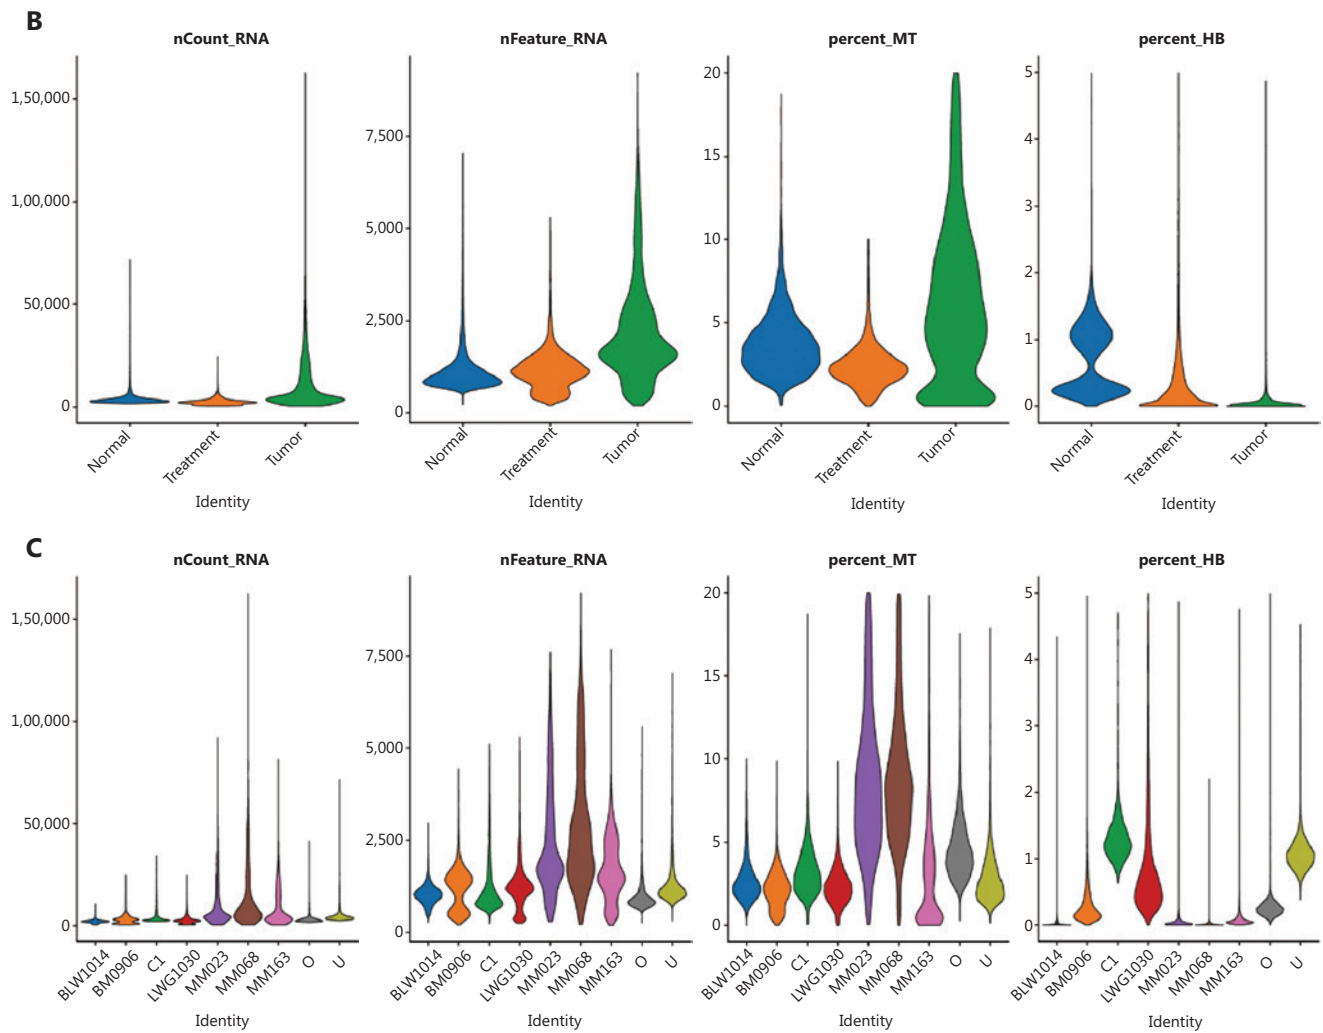 B
nCount_RNA
nFeature_RNA
percent_MT
percent_HB
1,50,000
1,00,000
50,000
0
7,500
5,000
2,500
0
20
15
10
5
0
5
4
3
2
1
0
Normal
Treatment
Tumor
Normal
Treatment
Tumor
Normal
Treatment
Tumor
Normal
Treatment
Tumor
Identity
Identity
Identity
Identity
C
nCount_RNA
nFeature_RNA
percent_MT
percent_HB
1,50,000
1,00,000
50,000
0
7,500
5,000
2,500
0
20
15
10
5
0
5
4
3
2
1
0
BLW1014
BM0906
C1
LWG1030
MM023
MM068
MM163
O
U
BLW1014
BM0906
C1
LWG1030
MM023
MM068
MM163
O
U
BLW1014
BM0906
C1
LWG1030
MM023
MM068
MM163
O
U
BLW1014
BM0906
C1
LWG1030
MM023
MM068
MM163
O
U
Identity
Identity
Identity
Identity